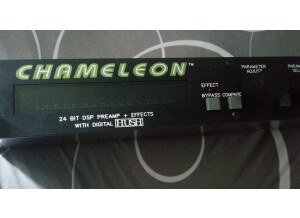 CHAMELEON™
PARAMETER
ADJUST
EFFECT
BYPASS COMPARE
24 BIT DSP PREAMP + EFFECTS
WITH DIGITAL HUSH